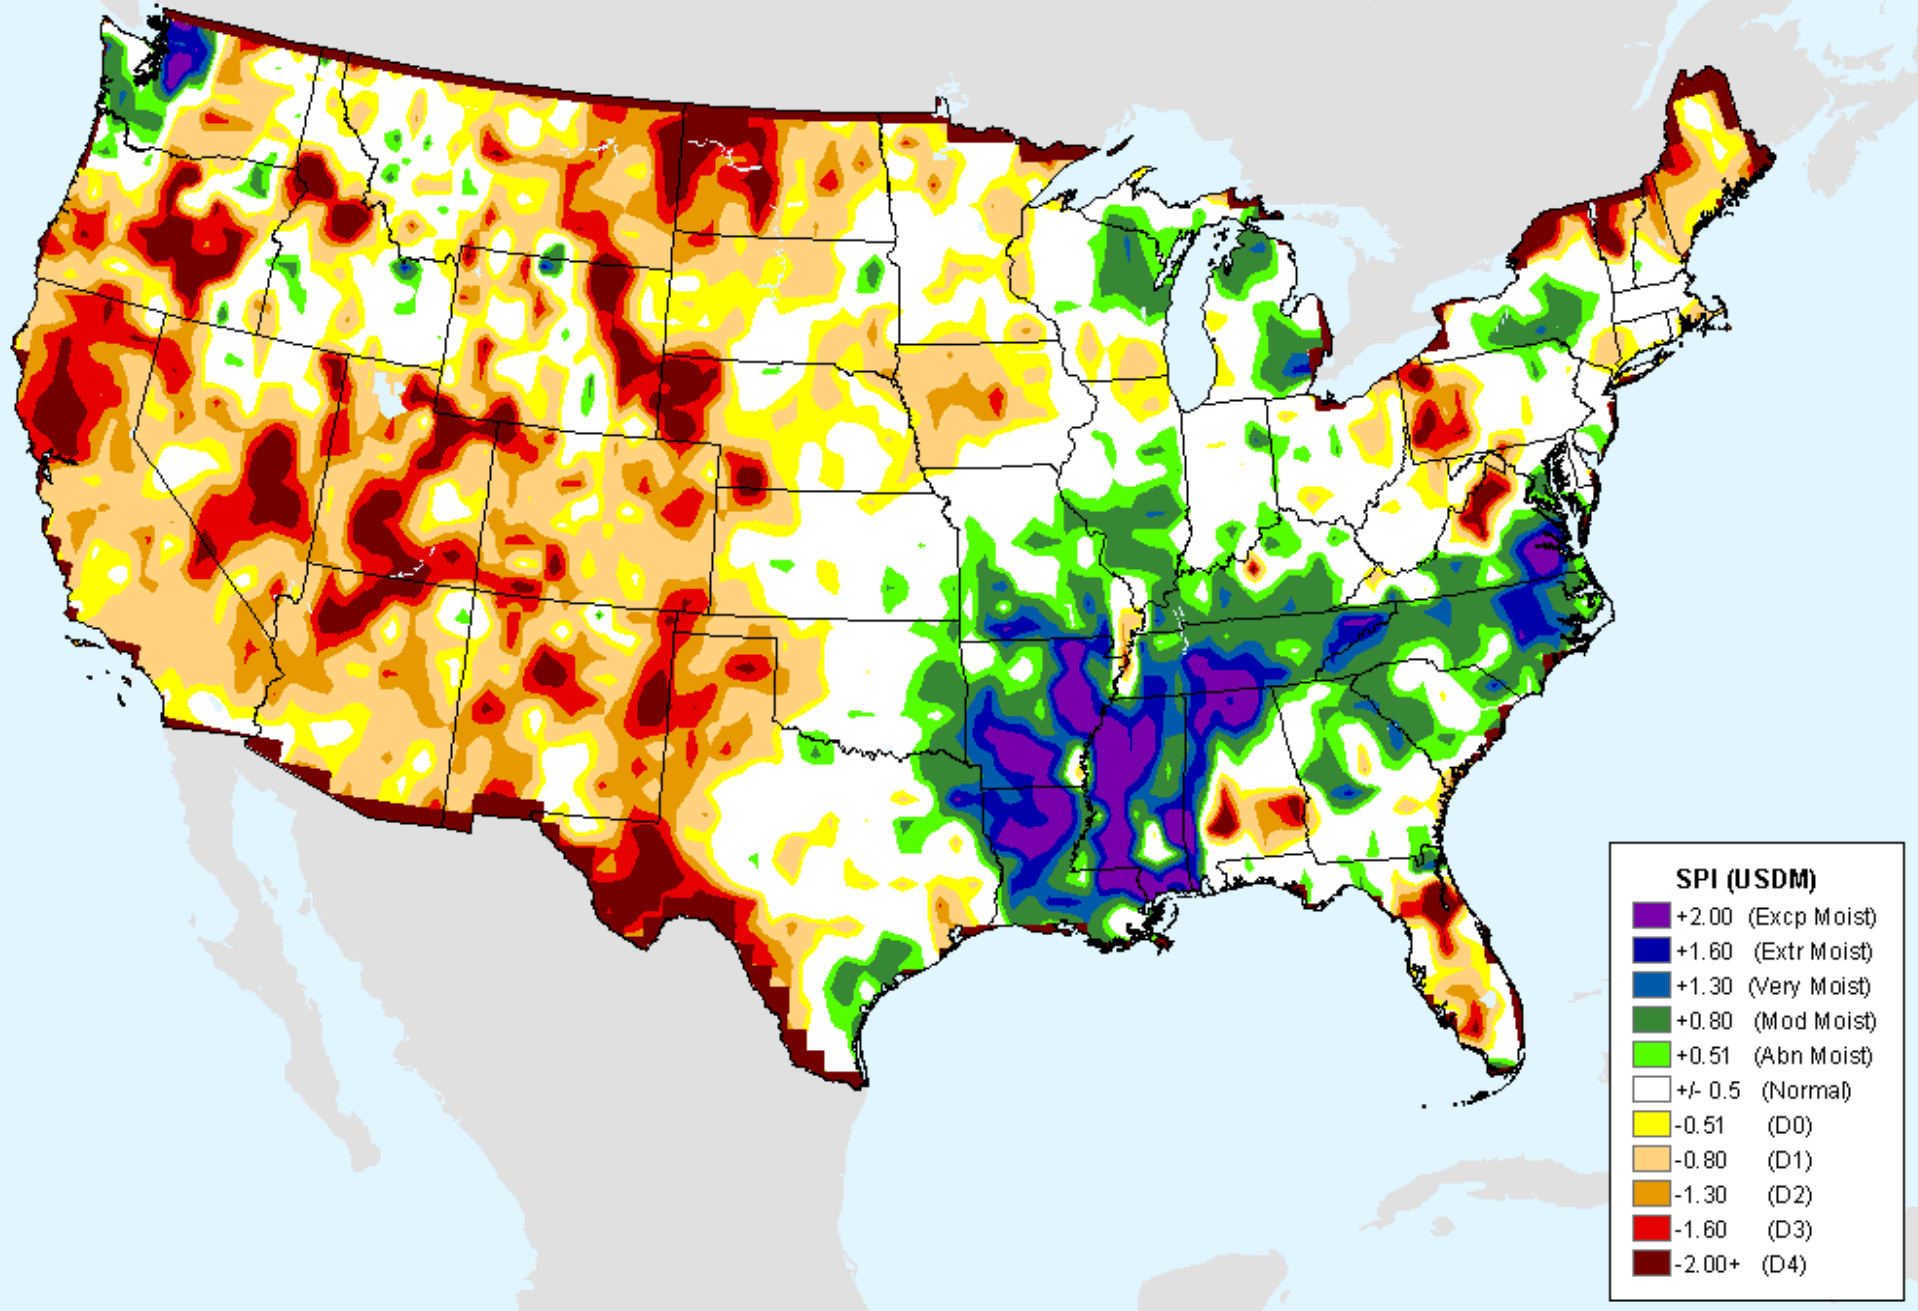 SPI (USDM)
+2.00 (Excp Moist)
+1.60 (Extr Moist)
+1.30 (Very Moist)
+0.80 (Mod Moist)
+0.51 (Abn Moist)
+/- 0.5 (Normal)
-0.51 (D0)
-0.80 (D1)
-1.30 (D2)
-1.60 (D3)
-2.00+ (D4)